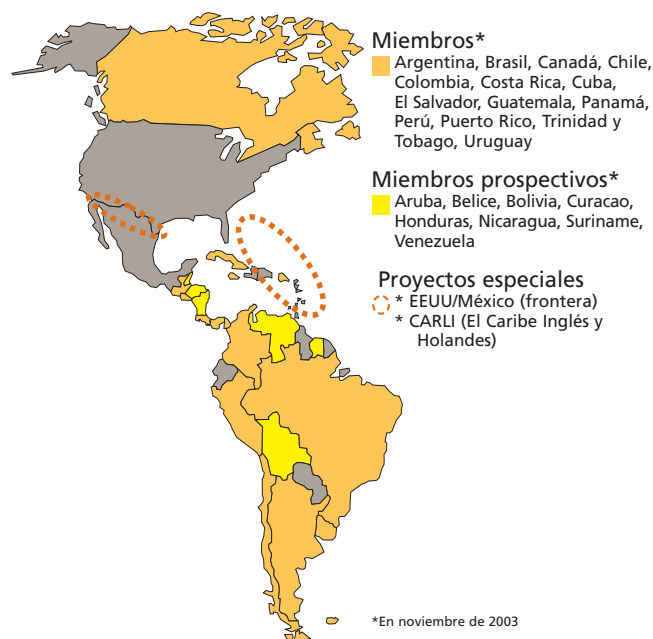 Miembros*
Argentina, Brasil, Canadá, Chile,
Colombia, Costa Rica, Cuba,
El Salvador, Guatemala, Panamá,
Perú, Puerto Rico, Trinidad y
Tobago, Uruguay
Miembros prospectivos*
Aruba, Belice, Bolivia, Curacao,
Honduras, Nicaragua, Suriname,
Venezuela
Proyectos especiales
* EEUU/México (frontera)
* CARLI (El Caribe Inglés y
Holandes)
*En noviembre de 2003